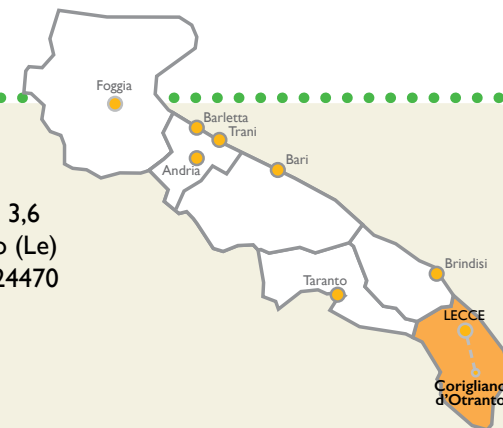 Foggia
Barletta
Trani
Andria
Bari
3,6
o (Le)
24470
Brindisi
Taranto
LECCE
Corigliano
d'Otranto